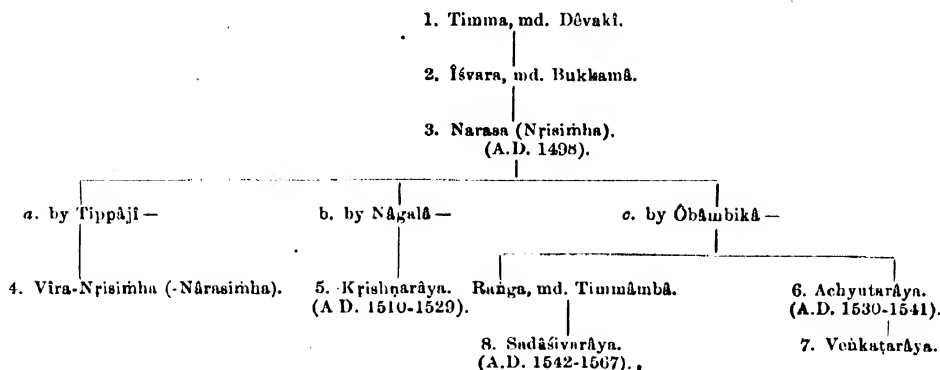 1. Timma, md. Dêvakî.
2. Îśvara, md. Bukkamâ.
3. Narasa (Nṛisiṁha).
(A.D. 1498).
a. by Tippâjî —
b. by Nâgalâ —
c. by Ôbâmbikâ —
4. Vîra-Nṛisiṁha (-Nârasiṁha).
5. Kṛishṇarâya.
(A D. 1510-1529).
Raṅga, md. Timmâmbâ.
6. Achyutarâya.
(A.D. 1530-1541).
8. Sadâśivarâya.
(A.D. 1542-1567).
7. Veṅkaṭarâya.